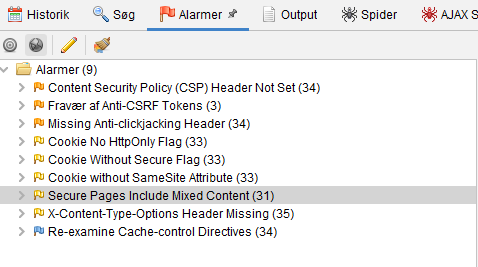 Historik Søg Alarmer Output Spider AJAX S
Alarmer (9)
Content Security Policy (CSP) Header Not Set (34)
Fravær af Anti-CSRF Tokens (3)
Missing Anti-clickjacking Header (34)
Cookie No HttpOnly Flag (33)
Cookie Without Secure Flag (33)
Cookie without SameSite Attribute (33)
Secure Pages Include Mixed Content (31)
X-Content-Type-Options Header Missing (35)
Re-examine Cache-control Directives (34)